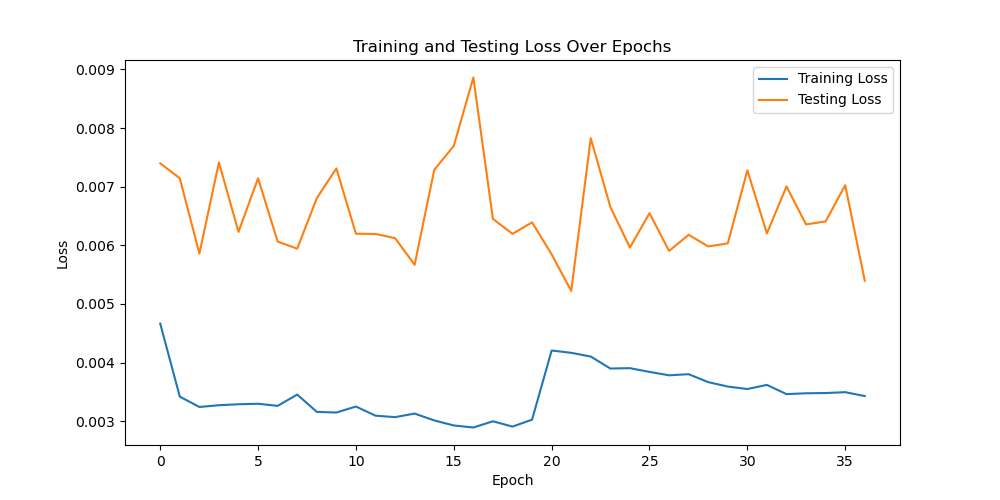 Training and Testing Loss Over Epochs
Training Loss
Testing Loss
0.009
0.008
0.007
0.006
0.005
0.004
0.003
Loss
0 5 10 15 20 25 30 35
Epoch